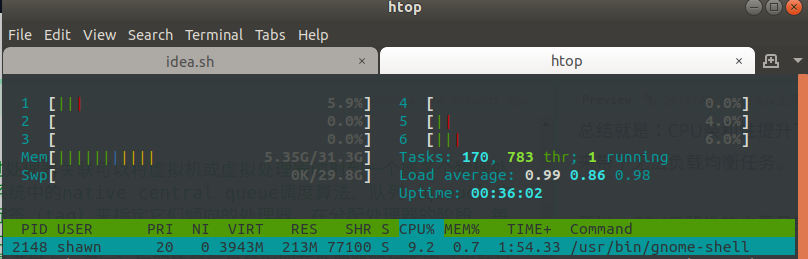 htop
File Edit View Search Terminal Tabs Help
idea.sh × htop ×
1 [||| 5.9%] 4 [ 0.0%]
2 [ 0.0%] 5 [|| 4.0%]
3 [ 0.0%] 6 [||| 6.0%]
Mem[|||||||||||| 5.35G/31.3G] Tasks: 170, 783 thr; 1 running
Swp[ 0K/29.8G] Load average: 0.99 0.86 0.98
Uptime: 00:36:02
PID USER PRI NI VIRT RES SHR S CPU% MEM% TIME+ Command
2148 shawn 20 0 3943M 213M 77100 S 9.2 0.7 1:54.33 /usr/bin/gnome-shell